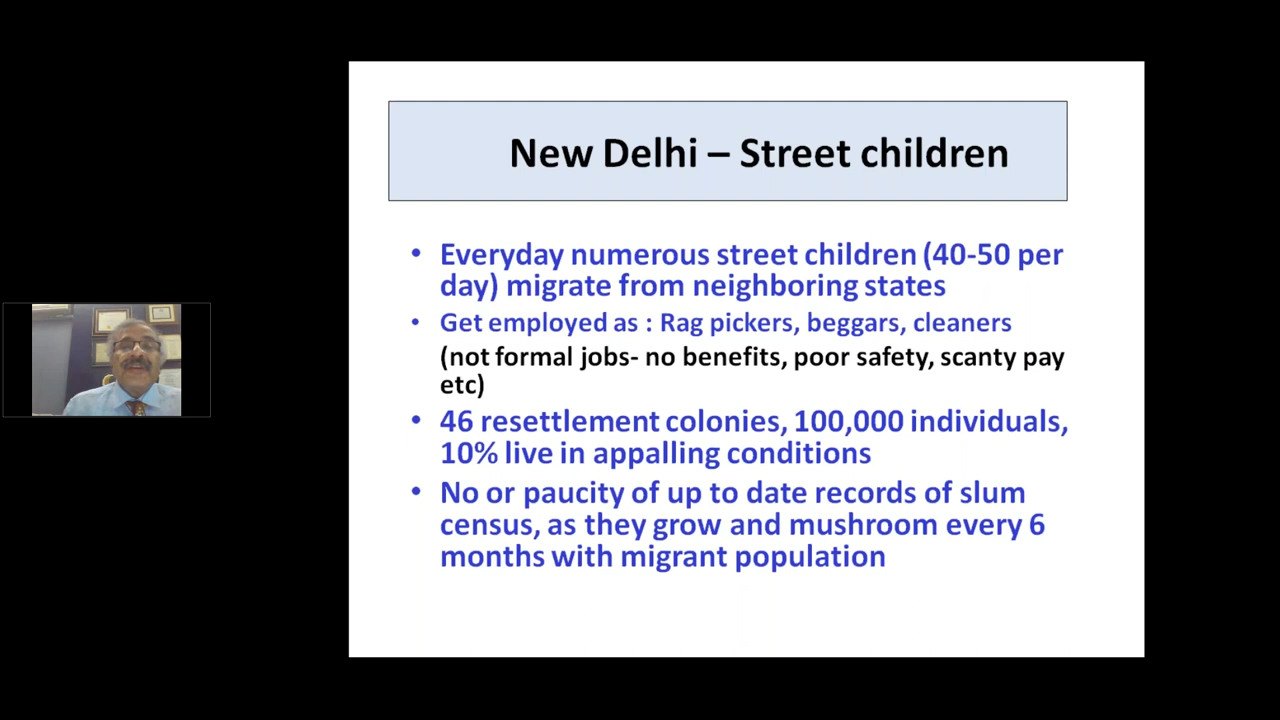 New Delhi – Street children
• Everyday numerous street children (40-50 per
day) migrate from neighboring states
• Get employed as : Rag pickers, beggars, cleaners
(not formal jobs- no benefits, poor safety, scanty pay
etc)
• 46 resettlement colonies, 100,000 individuals,
10% live in appalling conditions
• No or paucity of up to date records of slum
census, as they grow and mushroom every 6
months with migrant population